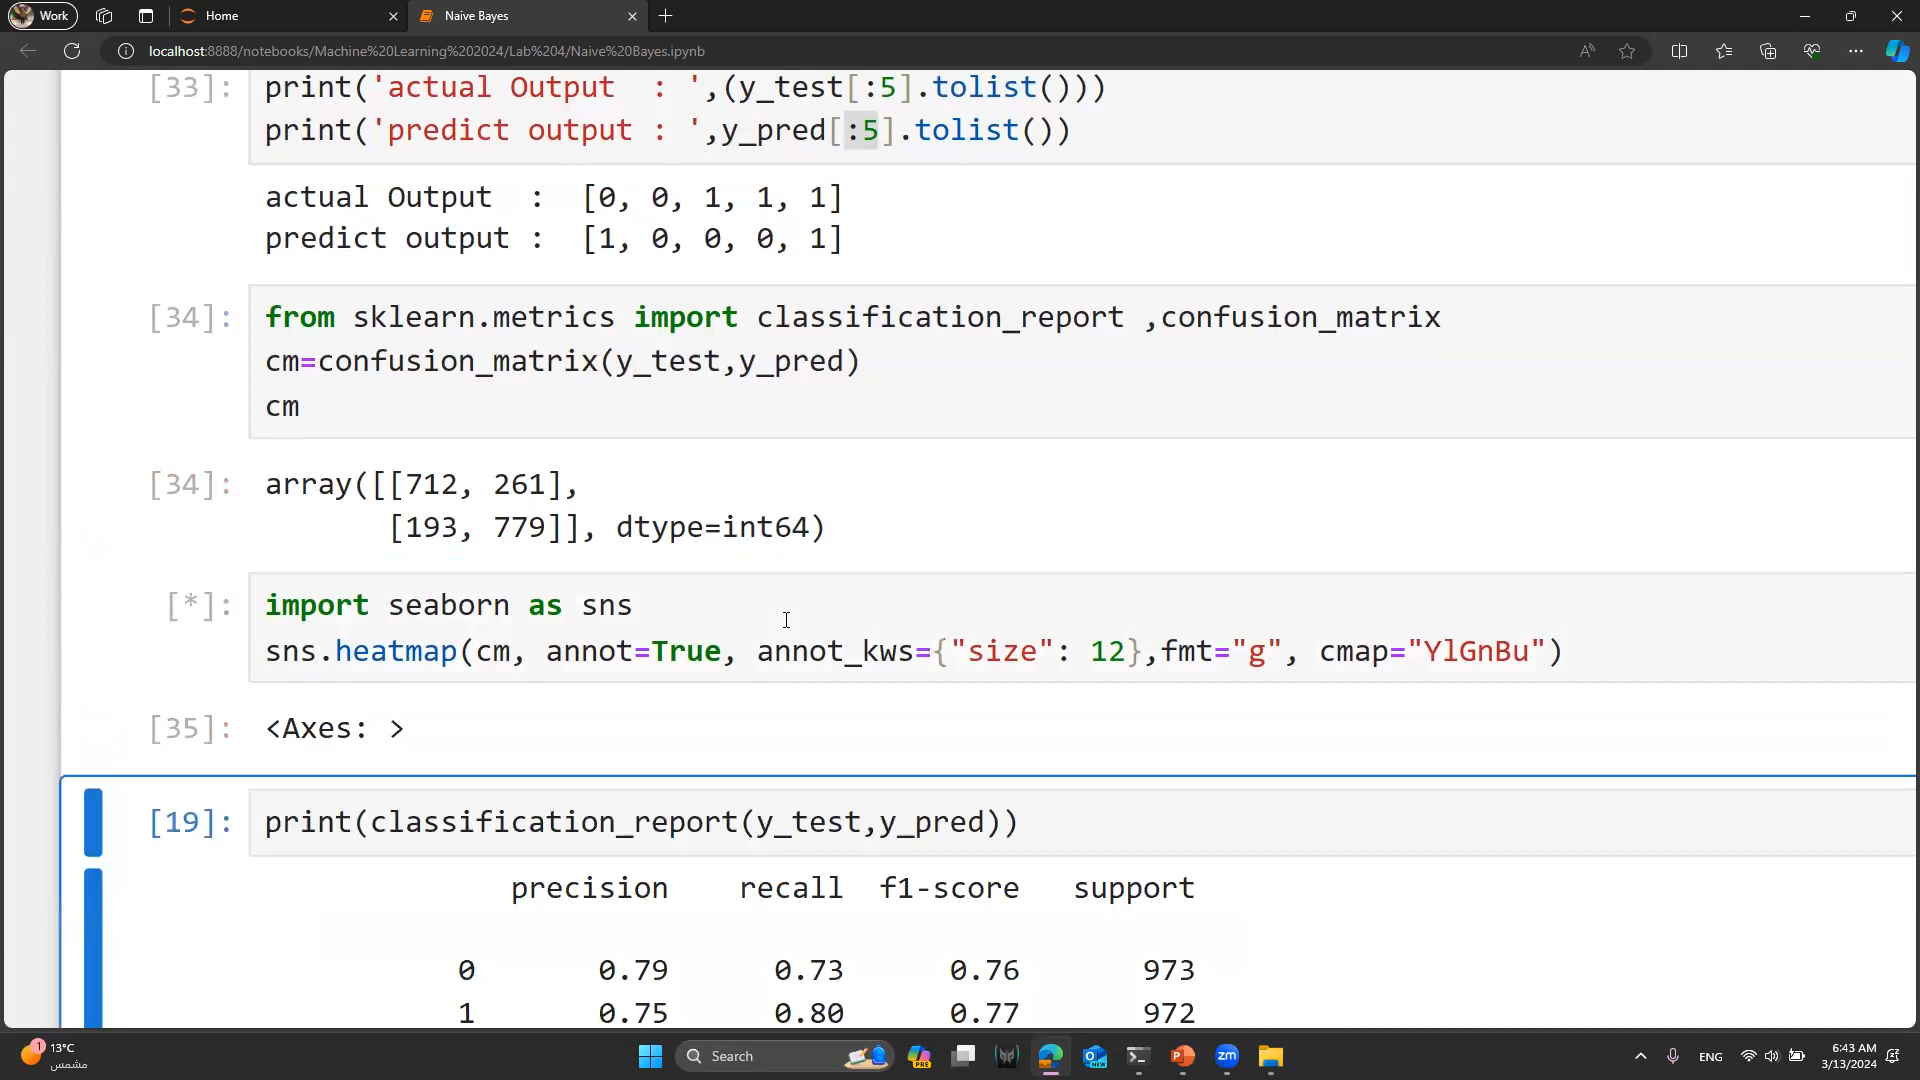 Work
Home
Naive Bayes
localhost:8888/notebooks/Machine%20Learning%202024/Lab%204/Naive%20Bayes.ipynb
[33]: print('actual Output  : ',(y_test[:5].tolist()))
print('predict output : ',y_pred[:5].tolist())
actual Output  :  [0, 0, 1, 1, 1]
predict output :  [1, 0, 0, 0, 1]
[34]: from sklearn.metrics import classification_report ,confusion_matrix
cm=confusion_matrix(y_test,y_pred)
cm
[34]: array([[712, 261],
[193, 779]], dtype=int64)
[*]: import seaborn as sns
sns.heatmap(cm, annot=True, annot_kws={"size": 12},fmt="g", cmap="YlGnBu")
[35]: <Axes: >
[19]: print(classification_report(y_test,y_pred))
precision recall f1-score support
0 0.79 0.73 0.76 973
1 0.75 0.80 0.77 972
1
13°C
مشمس
Search
PRE
NEW
zm
ENG
6:43 AM
3/13/2024